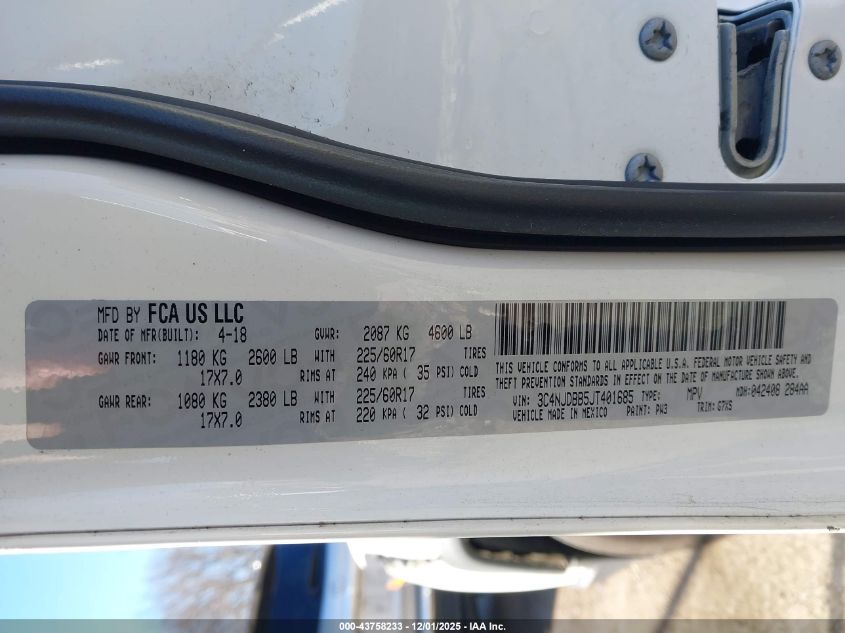 MFD BY FCA US LLC
DATE OF MFR(BUILT): 4-18 GVWR: 2087 KG 4600 LB
GAWR FRONT: 1180 KG 2600 LB WITH 225/60R17 TIRES
17X7.0 RIMS AT 240 KPA ( 35 PSI) COLD
GAWR REAR: 1080 KG 2380 LB WITH 225/60R17 TIRES
17X7.0 RIMS AT 220 KPA ( 32 PSI) COLD
THIS VEHICLE CONFORMS TO ALL APPLICABLE U.S.A. FEDERAL MOTOR VEHICLE SAFETY AND
THEFT PREVENTION STANDARDS IN EFFECT ON THE DATE OF MANUFACTURE SHOWN ABOVE.
VIN: 3C4NJDBB5JT401685 TYPE: MPV MDH: 042408 284AA
VEHICLE MADE IN MEXICO PAINT: PW3 TRIM: G7XS
000-43758233 - 12/01/2025 - IAA Inc.